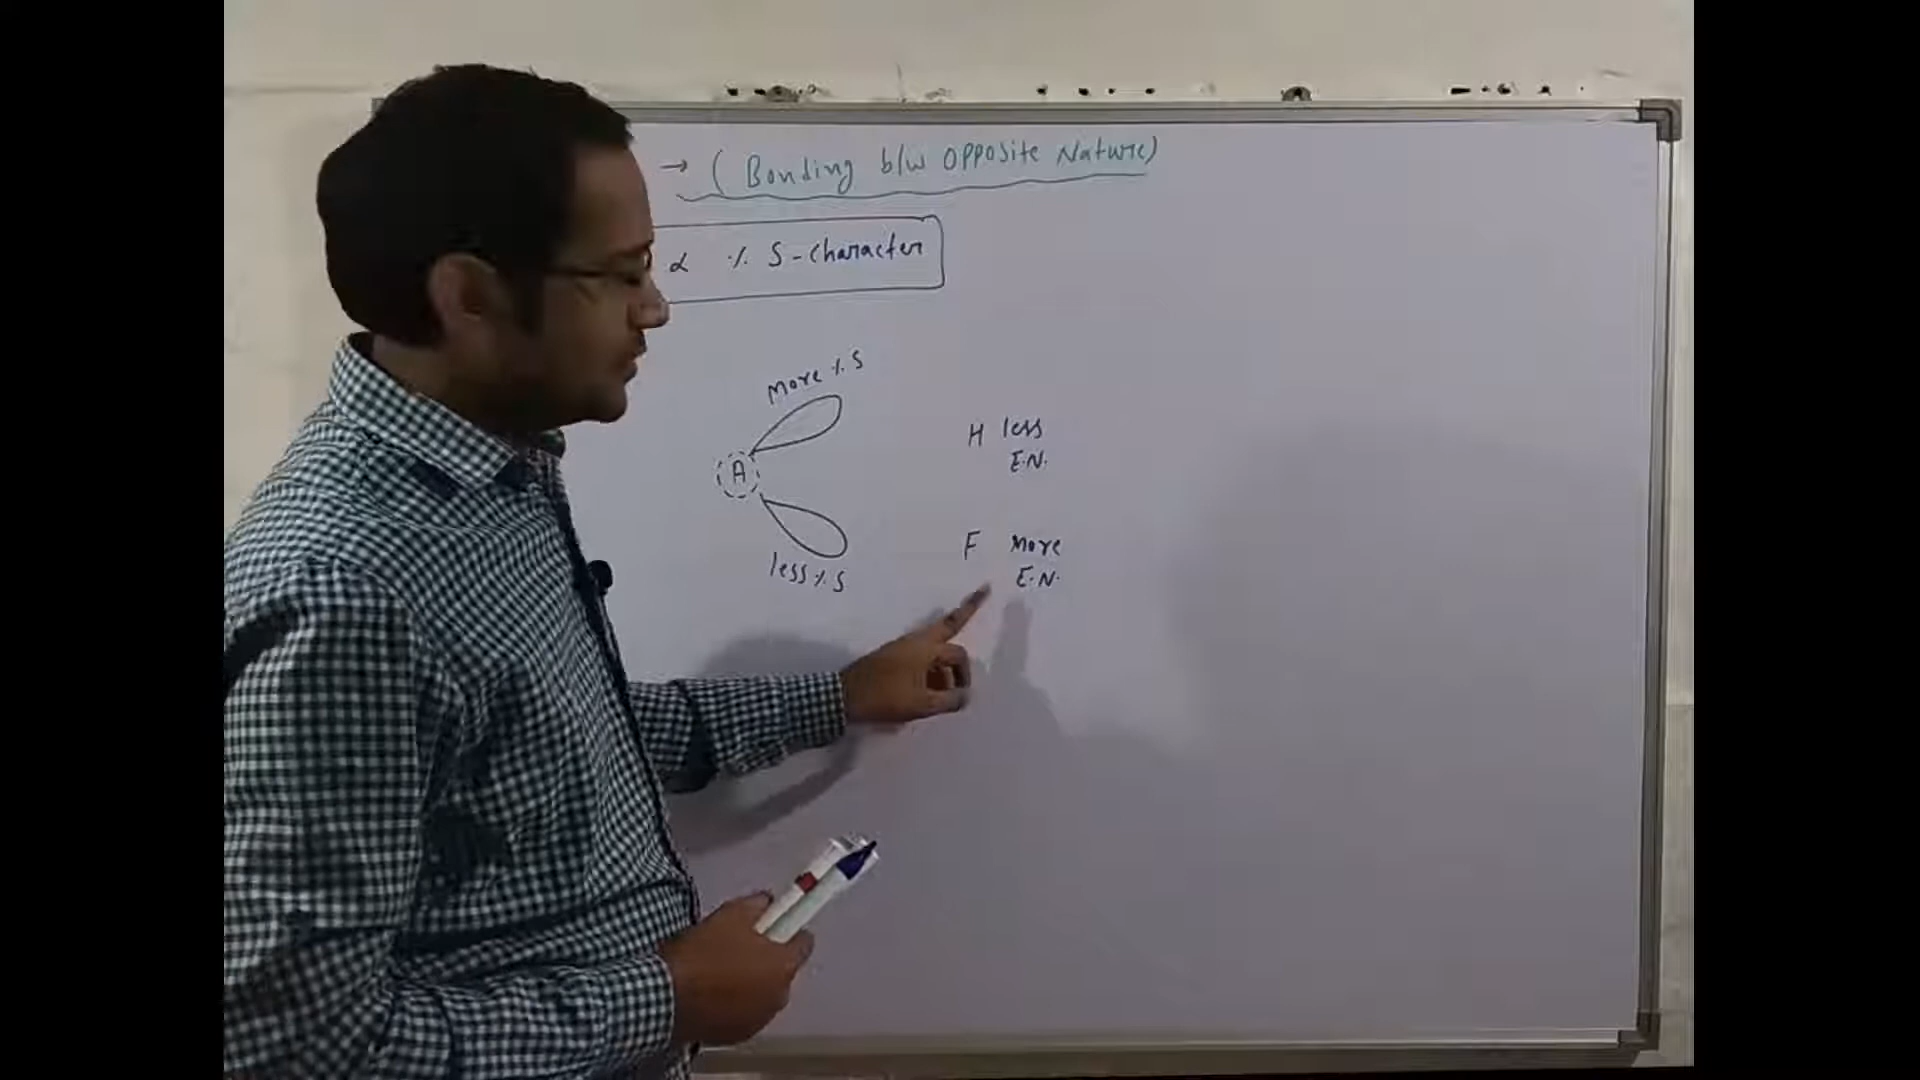 → (Bonding b/w opposite Nature)
α % S-character
More % S
H less
E.N.
A
F More
E.N.
less % S